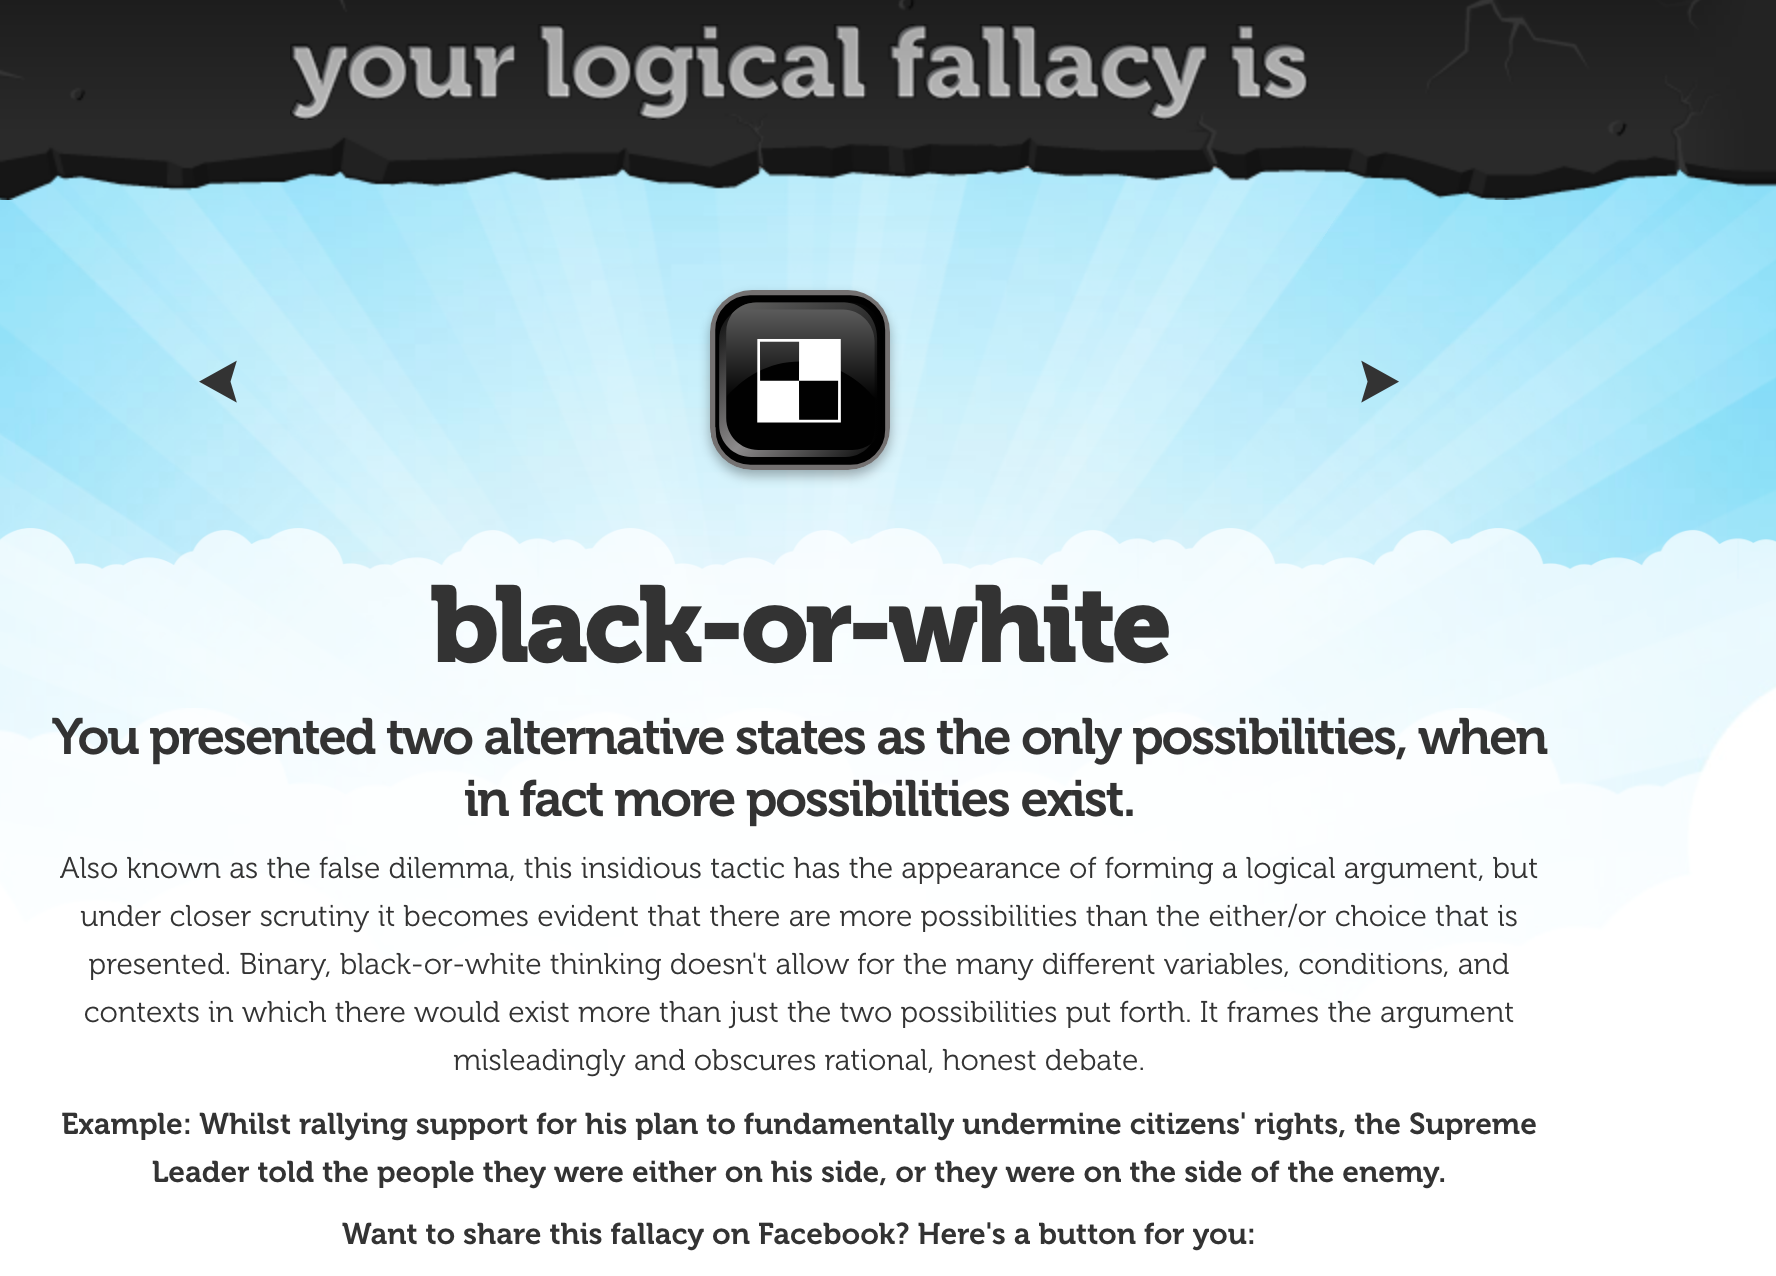 your logical fallacy is
black-or-white
You presented two alternative states as the only possibilities, when
in fact more possibilities exist.
Also known as the false dilemma, this insidious tactic has the appearance of forming a logical argument, but
under closer scrutiny it becomes evident that there are more possibilities than the either/or choice that is
presented. Binary, black-or-white thinking doesn't allow for the many different variables, conditions, and
contexts in which there would exist more than just the two possibilities put forth. It frames the argument
misleadingly and obscures rational, honest debate.
Example: Whilst rallying support for his plan to fundamentally undermine citizens' rights, the Supreme
Leader told the people they were either on his side, or they were on the side of the enemy.
Want to share this fallacy on Facebook? Here's a button for you: